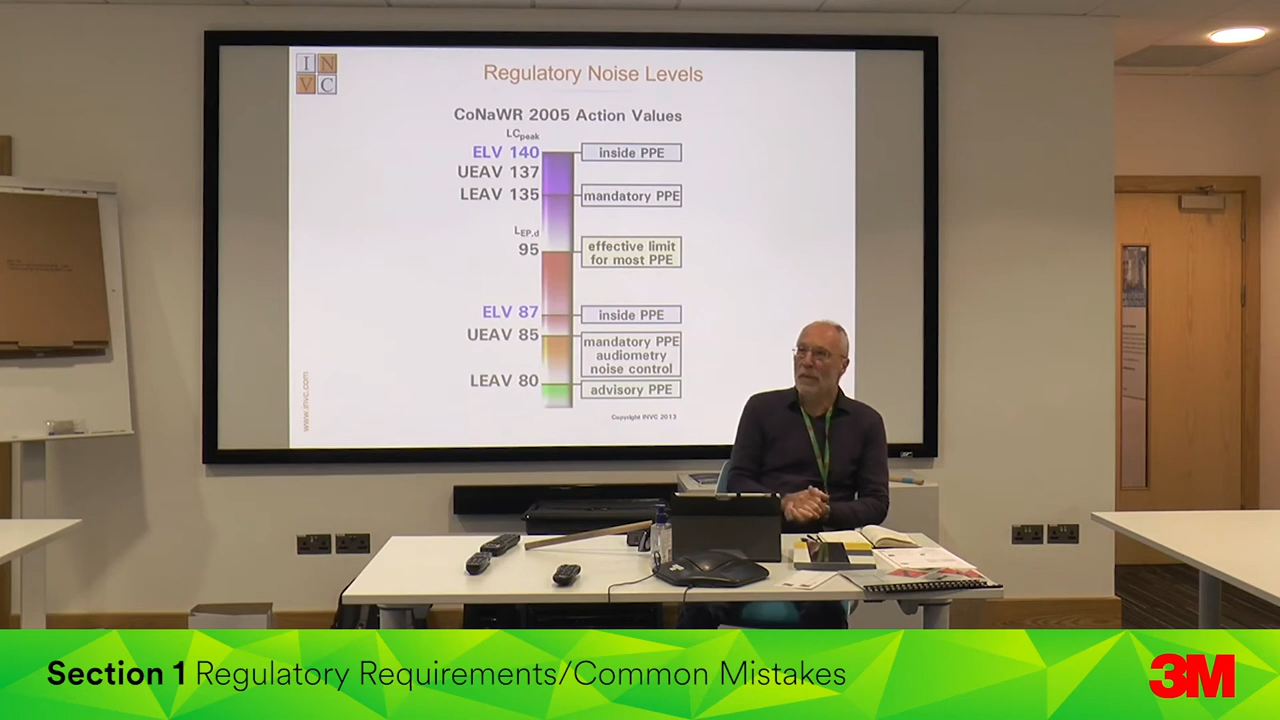 I N
V C
Regulatory Noise Levels
CoNaWR 2005 Action Values
LCpeak
ELV 140
inside PPE
UEAV 137
LEAV 135
mandatory PPE
LEP,d
95
effective limit
for most PPE
ELV 87
inside PPE
UEAV 85
mandatory PPE
audiometry
noise control
LEAV 80
advisory PPE
www.invc.com
Copyright INVC 2013
Section 1 Regulatory Requirements/Common Mistakes
3M